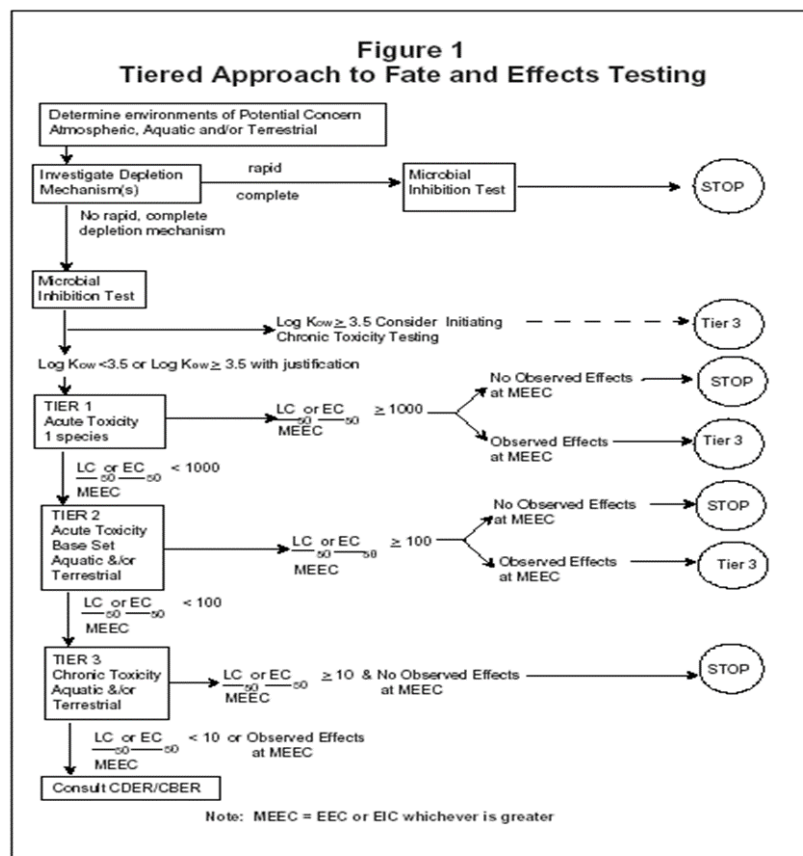 Figure 1
Tiered Approach to Fate and Effects Testing
Determine environments of Potential Concern
Atmospheric, Aquatic and/or Terrestrial
Investigate Depletion
Mechanism(s)
rapid
complete
Microbial
Inhibition Test
STOP
No rapid, complete
depletion mechanism
Microbial
Inhibition Test
Log Kow ≥ 3.5 Consider Initiating
Chronic Toxicity Testing
Tier 3
Log Kow <3.5 or Log Kow ≥ 3.5 with justification
TIER 1
Acute Toxicity
1 species
LC50 or EC50 ≥ 1000
MEEC
No Observed Effects
at MEEC
STOP
Observed Effects
at MEEC
Tier 3
LC50 or EC50 < 1000
MEEC
TIER 2
Acute Toxicity
Base Set
Aquatic &/or
Terrestrial
LC50 or EC50 ≥ 100
MEEC
No Observed Effects
at MEEC
STOP
Observed Effects
at MEEC
Tier 3
LC50 or EC50 < 100
MEEC
TIER 3
Chronic Toxicity
Aquatic &/or
Terrestrial
LC50 or EC50 ≥ 10 & No Observed Effects
MEEC at MEEC
STOP
LC50 or EC50 < 10 or Observed Effects
MEEC at MEEC
Consult CDER/CBER
Note: MEEC = EEC or EIC whichever is greater